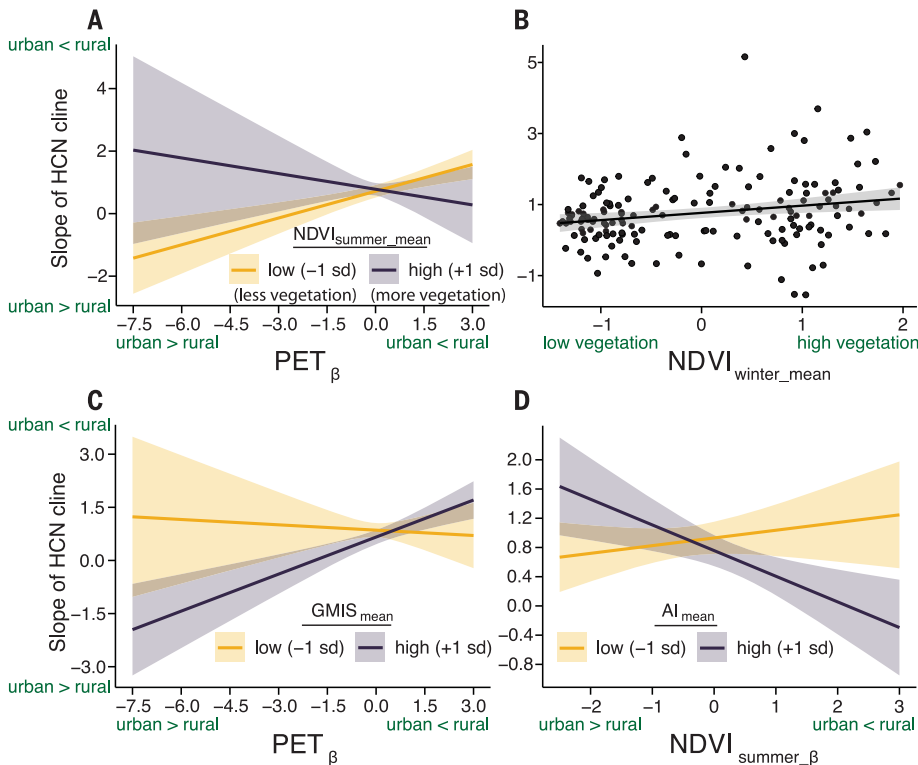 A
urban < rural
Slope of HCN cline
4
2
0
−2
NDVIsummer_mean
low (−1 sd)
(less vegetation)
high (+1 sd)
(more vegetation)
urban > rural
−7.5 −6.0 −4.5 −3.0 −1.5 0.0 1.5 3.0
urban > rural
urban < rural
PETβ
B
5
3
1
−1
−1 0 1 2
low vegetation
high vegetation
NDVIwinter_mean
C
urban < rural
Slope of HCN cline
3.0
1.5
0.0
−1.5
−3.0
GMISmean
low (−1 sd)
high (+1 sd)
urban > rural
−7.5 −6.0 −4.5 −3.0 −1.5 0.0 1.5 3.0
urban > rural
urban < rural
PETβ
D
2.0
1.6
1.2
0.8
0.4
0.0
−0.4
−0.8
AImean
low (−1 sd)
high (+1 sd)
−2 −1 0 1 2 3
urban > rural
urban < rural
NDVIsummer_β